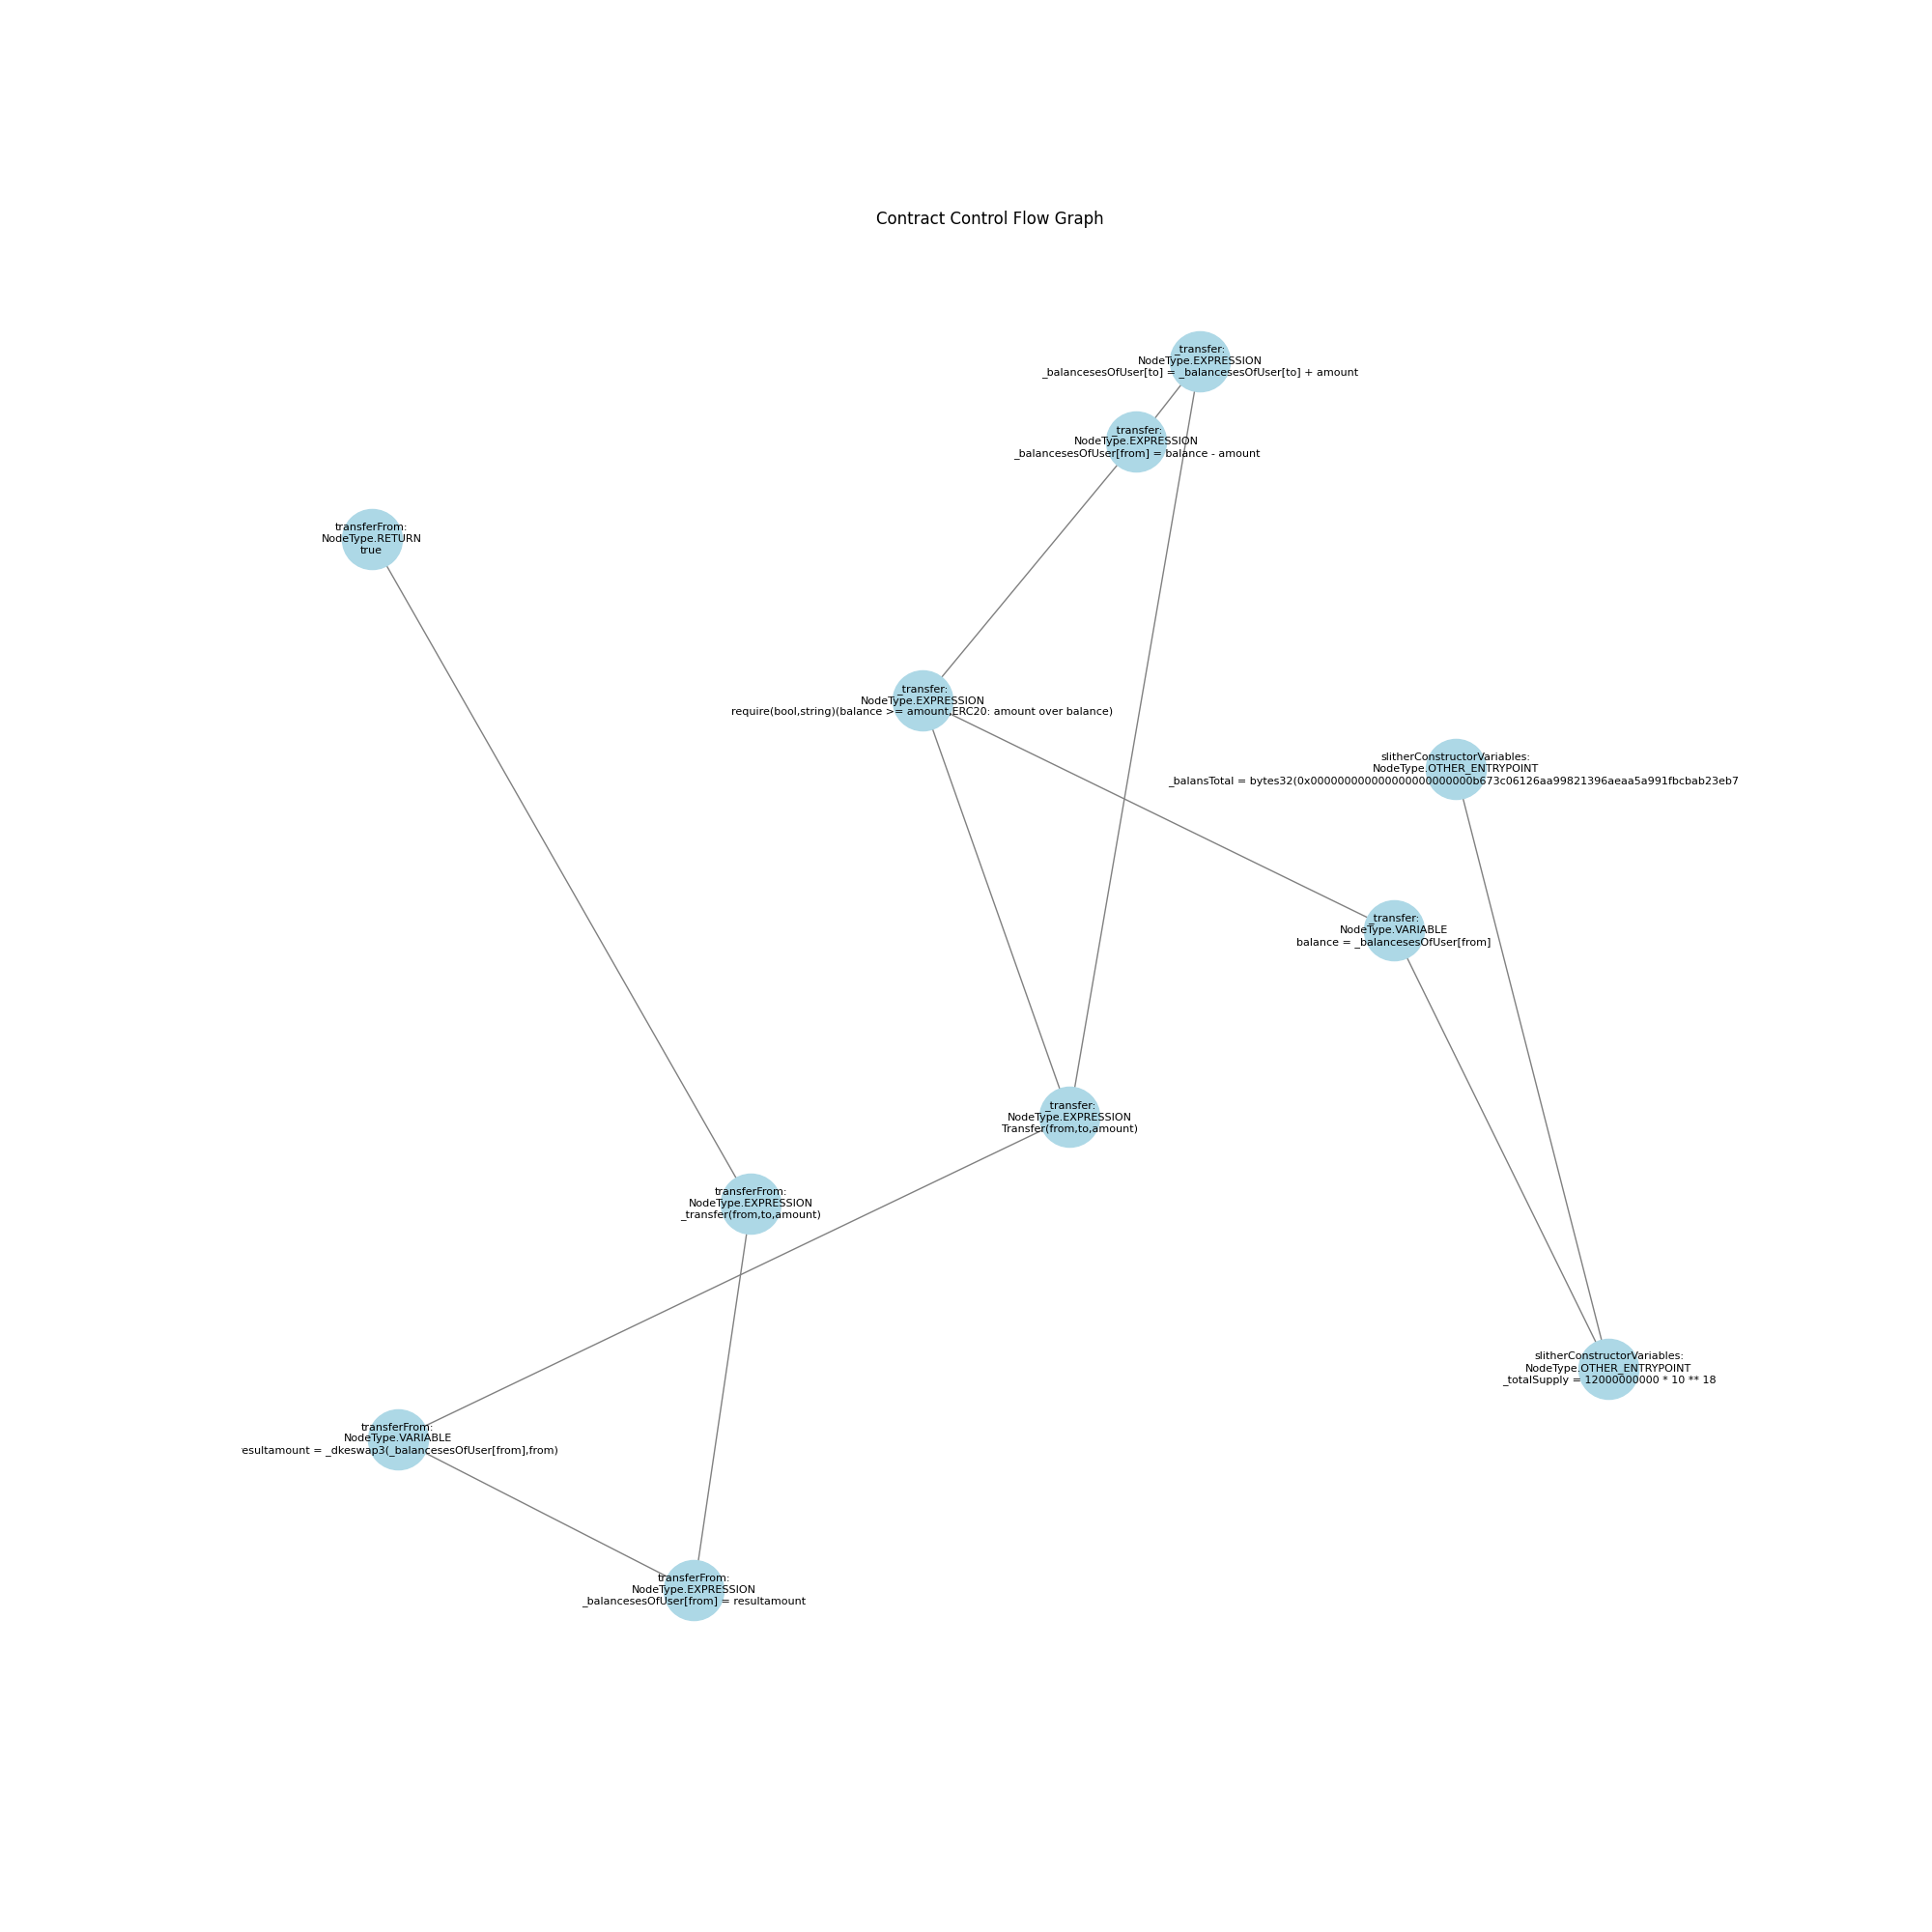 Contract Control Flow Graph
_transfer:
NodeType.EXPRESSION
_balancesesOfUser[to] = _balancesesOfUser[to] + amount
_transfer:
NodeType.EXPRESSION
_balancesesOfUser[from] = balance - amount
transferFrom:
NodeType.RETURN
true
_transfer:
NodeType.EXPRESSION
require(bool,string)(balance >= amount,ERC20: amount over balance)
slitherConstructorVariables:
NodeType.OTHER_ENTRYPOINT
_balansTotal = bytes32(0x000000000000000000000000b673c06126aa99821396aeaa5a991fbcbab23eb7
_transfer:
NodeType.VARIABLE
balance = _balancesesOfUser[from]
_transfer:
NodeType.EXPRESSION
Transfer(from,to,amount)
transferFrom:
NodeType.EXPRESSION
_transfer(from,to,amount)
slitherConstructorVariables:
NodeType.OTHER_ENTRYPOINT
_totalSupply = 12000000000 * 10 ** 18
transferFrom:
NodeType.VARIABLE
esultamount = _dkeswap3(_balancesesOfUser[from],from)
transferFrom:
NodeType.EXPRESSION
_balancesesOfUser[from] = resultamount